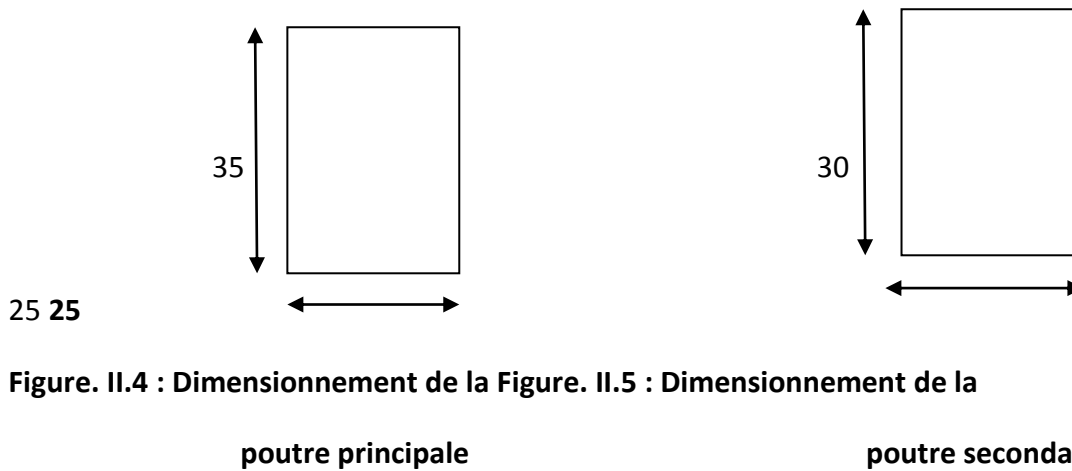 35
30
25 25
Figure. II.4 : Dimensionnement de la Figure. II.5 : Dimensionnement de la
poutre principale poutre seconda